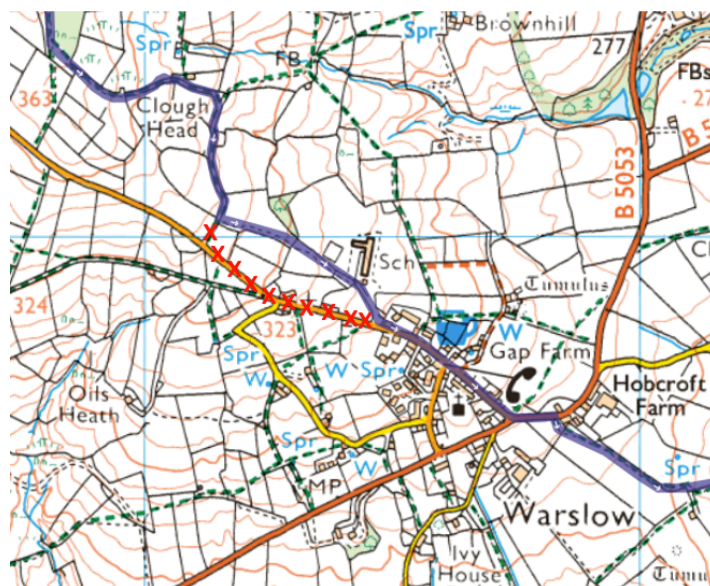 Brownhill
Spr
Spr
277
FB
FBs
363
Clough
Head
B 5053
Sch
Tumulus
324
323
W
Spr
W Spr
Gap Farm
W
Oils
Heath
Hobcroft
Farm
Spr
W
MP
Spr
Warslow
Ivy
House